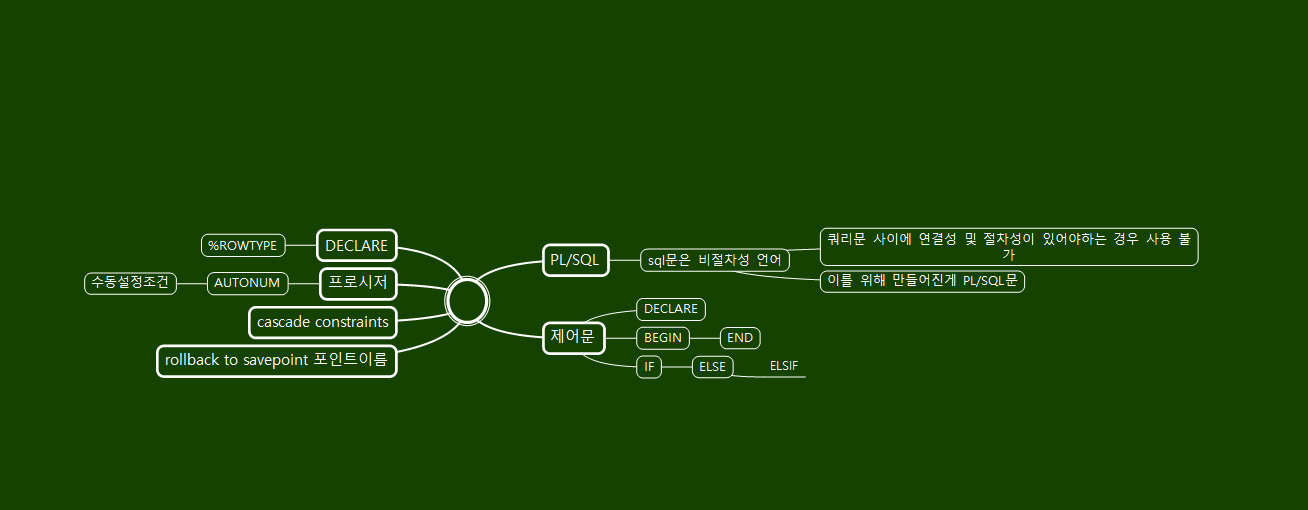 %ROWTYPE
DECLARE
수동설정조건
AUTONUM
프로시저
cascade constraints
rollback to savepoint 포인트이름
PL/SQL
sql문은 비절차성 언어
쿼리문 사이에 연결성 및 절차성이 있어야하는 경우 사용 불
가
이를 위해 만들어진게 PL/SQL문
제어문
DECLARE
BEGIN
END
IF
ELSE
ELSIF